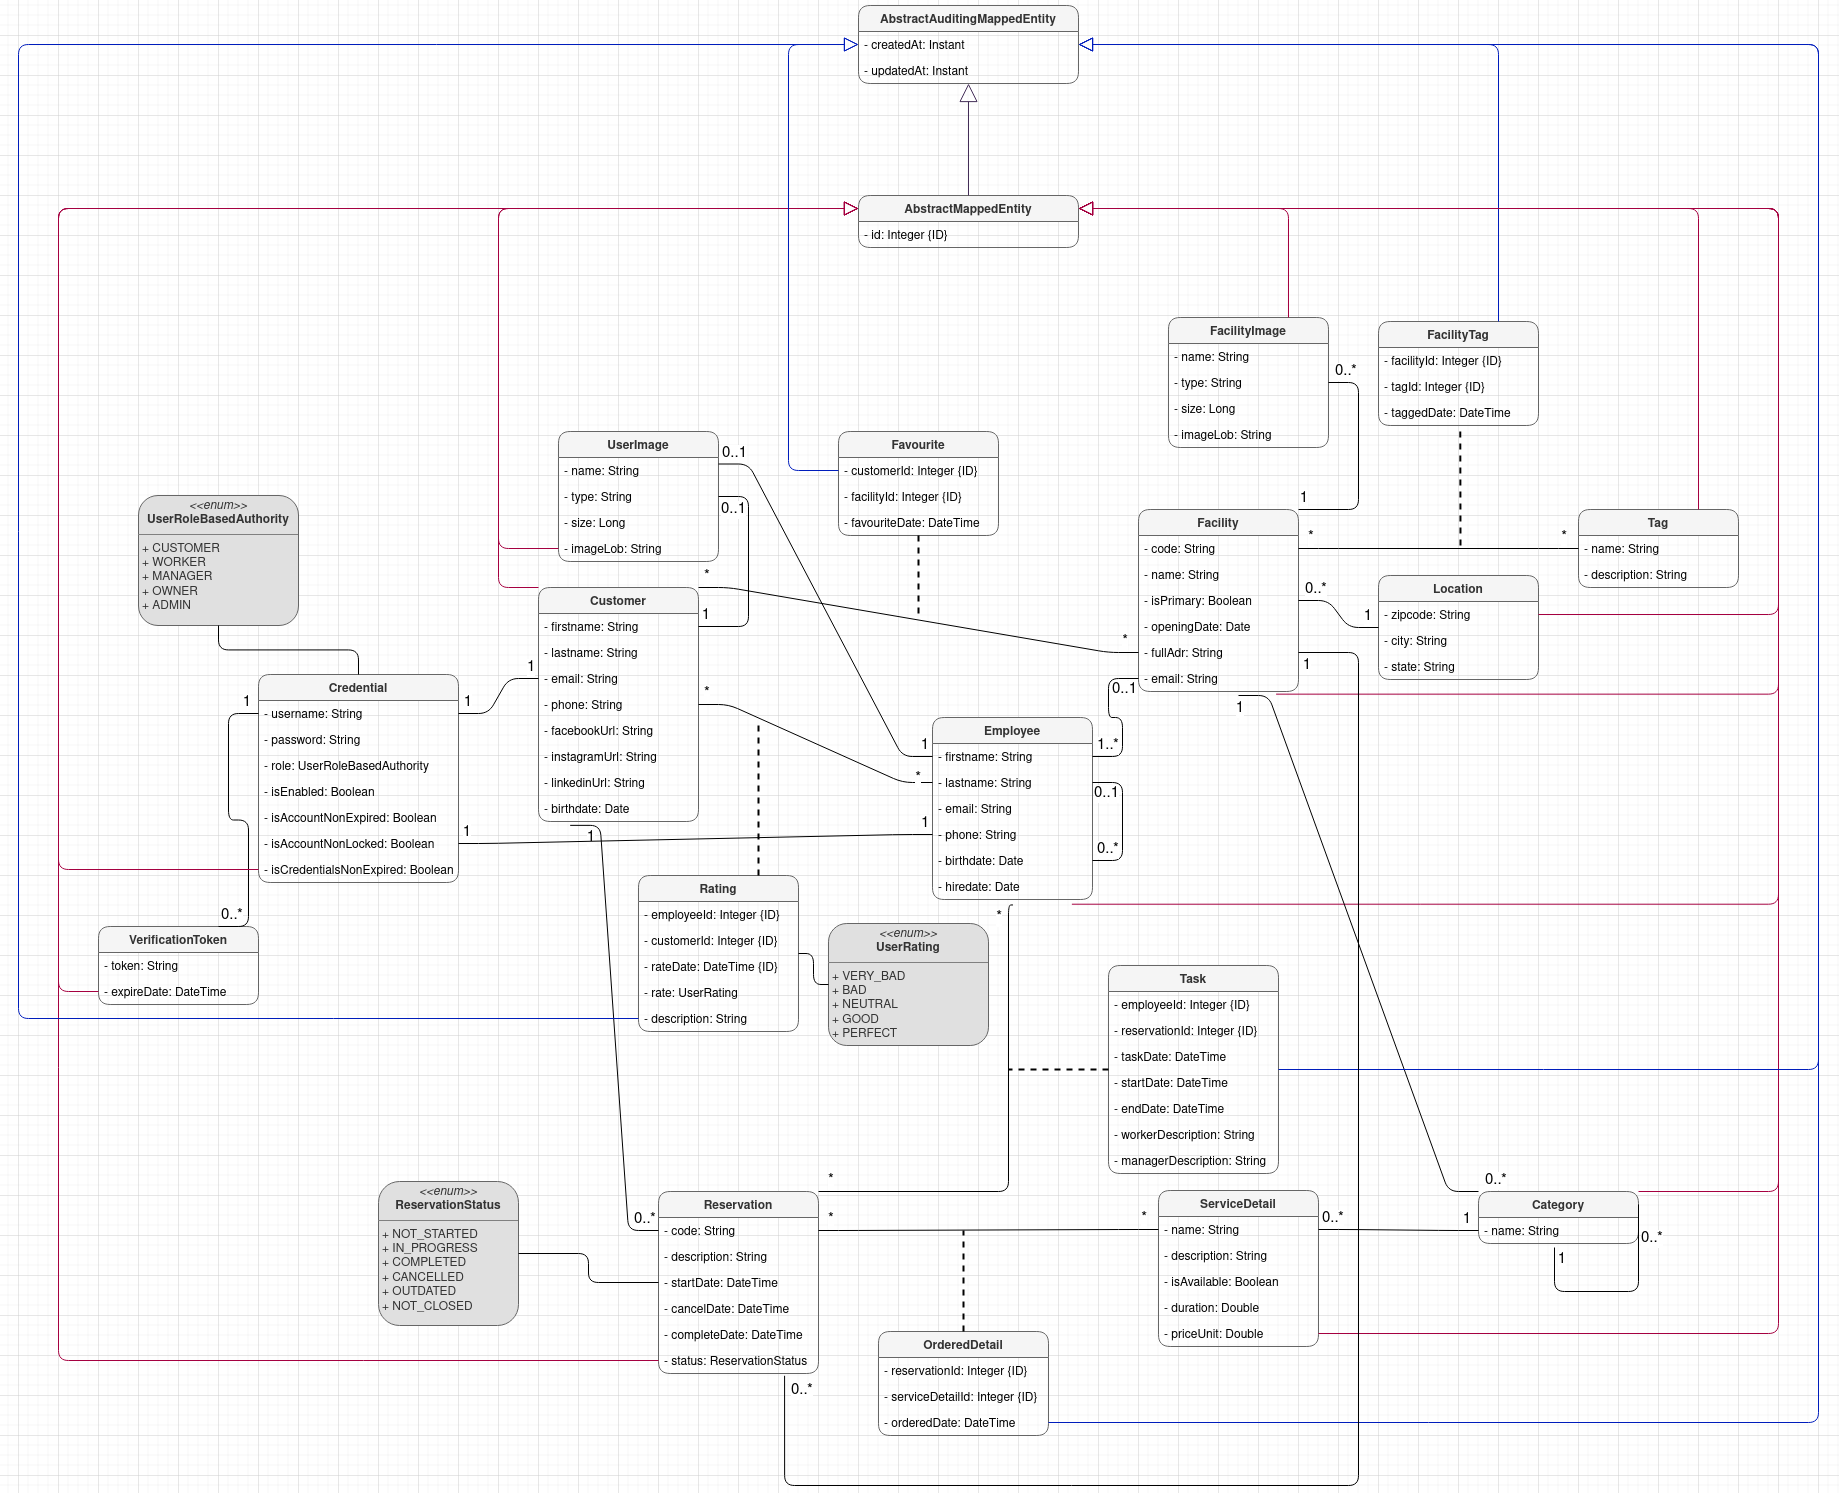 AbstractAuditingMappedEntity
- createdAt: Instant
- updatedAt: Instant
AbstractMappedEntity
- id: Integer {ID}
FacilityImage
- name: String
- type: String
- size: Long
- imageLob: String
0..*
1
FacilityTag
- facilityId: Integer {ID}
- tagId: Integer {ID}
- taggedDate: DateTime
UserImage
- name: String
- type: String
- size: Long
- imageLob: String
0..1
0..1
Favourite
- customerId: Integer {ID}
- facilityId: Integer {ID}
- favouriteDate: DateTime
<<enum>>
UserRoleBasedAuthority
+ CUSTOMER
+ WORKER
+ MANAGER
+ OWNER
+ ADMIN
Facility
- code: String
- name: String
- isPrimary: Boolean
- openingDate: Date
- fullAdr: String
- email: String
*
*
0..*
1
*
1
0..1
1
Tag
- name: String
- description: String
Location
- zipcode: String
- city: String
- state: String
Customer
- firstname: String
- lastname: String
- email: String
- phone: String
- facebookUrl: String
- instagramUrl: String
- linkedinUrl: String
- birthdate: Date
*
1
1
*
1
Credential
- username: String
- password: String
- role: UserRoleBasedAuthority
- isEnabled: Boolean
- isAccountNonExpired: Boolean
- isAccountNonLocked: Boolean
- isCredentialsNonExpired: Boolean
1
1
1
0..*
Employee
- firstname: String
- lastname: String
- email: String
- phone: String
- birthdate: Date
- hiredate: Date
1
*
1
1..*
0..1
0..*
*
VerificationToken
- token: String
- expireDate: DateTime
Rating
- employeeId: Integer {ID}
- customerId: Integer {ID}
- rateDate: DateTime {ID}
- rate: UserRating
- description: String
<<enum>>
UserRating
+ VERY_BAD
+ BAD
+ NEUTRAL
+ GOOD
+ PERFECT
Task
- employeeId: Integer {ID}
- reservationId: Integer {ID}
- taskDate: DateTime
- startDate: DateTime
- endDate: DateTime
- workerDescription: String
- managerDescription: String
<<enum>>
ReservationStatus
+ NOT_STARTED
+ IN_PROGRESS
+ COMPLETED
+ CANCELLED
+ OUTDATED
+ NOT_CLOSED
Reservation
- code: String
- description: String
- startDate: DateTime
- cancelDate: DateTime
- completeDate: DateTime
- status: ReservationStatus
*
0..*
*
0..*
ServiceDetail
- name: String
- description: String
- isAvailable: Boolean
- duration: Double
- priceUnit: Double
*
0..*
Category
- name: String
0..*
1
0..*
1
OrderedDetail
- reservationId: Integer {ID}
- serviceDetailId: Integer {ID}
- orderedDate: DateTime